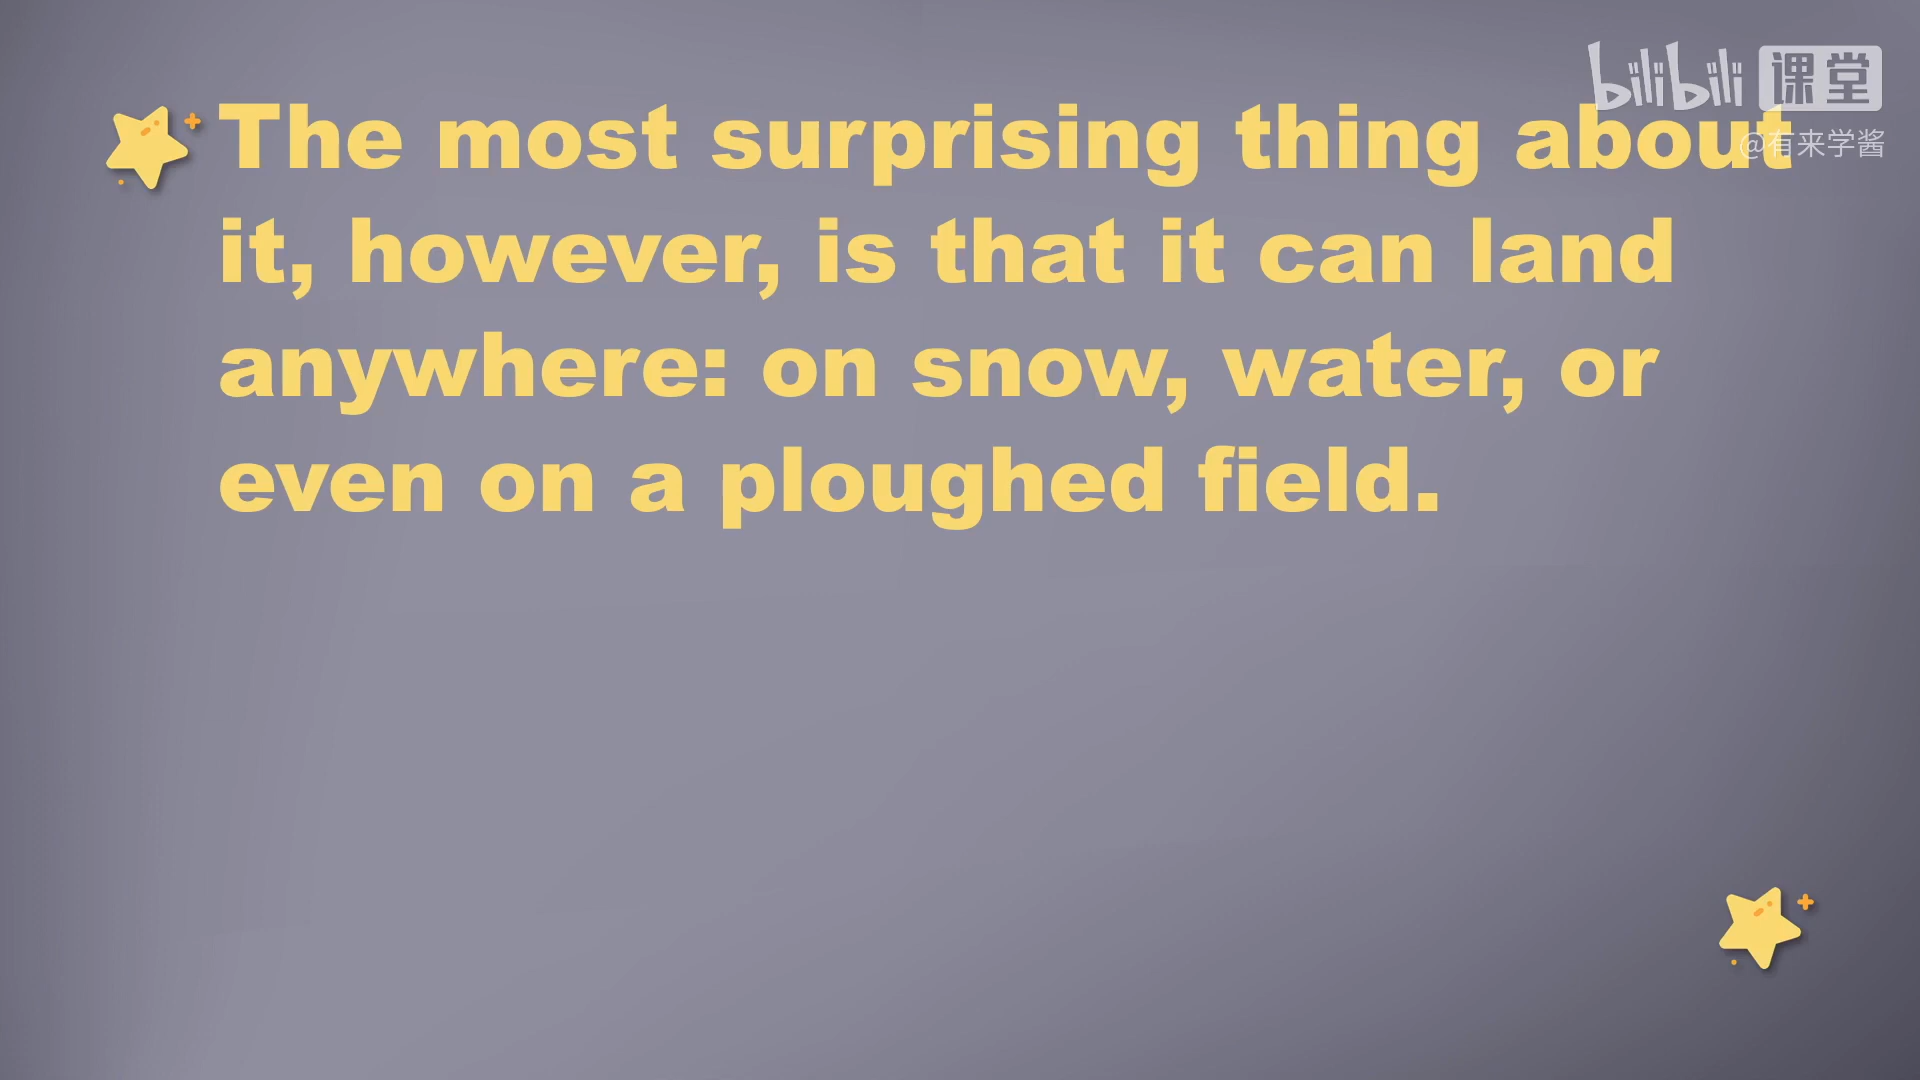 bilibili 课堂
@有来学酱
The most surprising thing about
it, however, is that it can land
anywhere: on snow, water, or
even on a ploughed field.